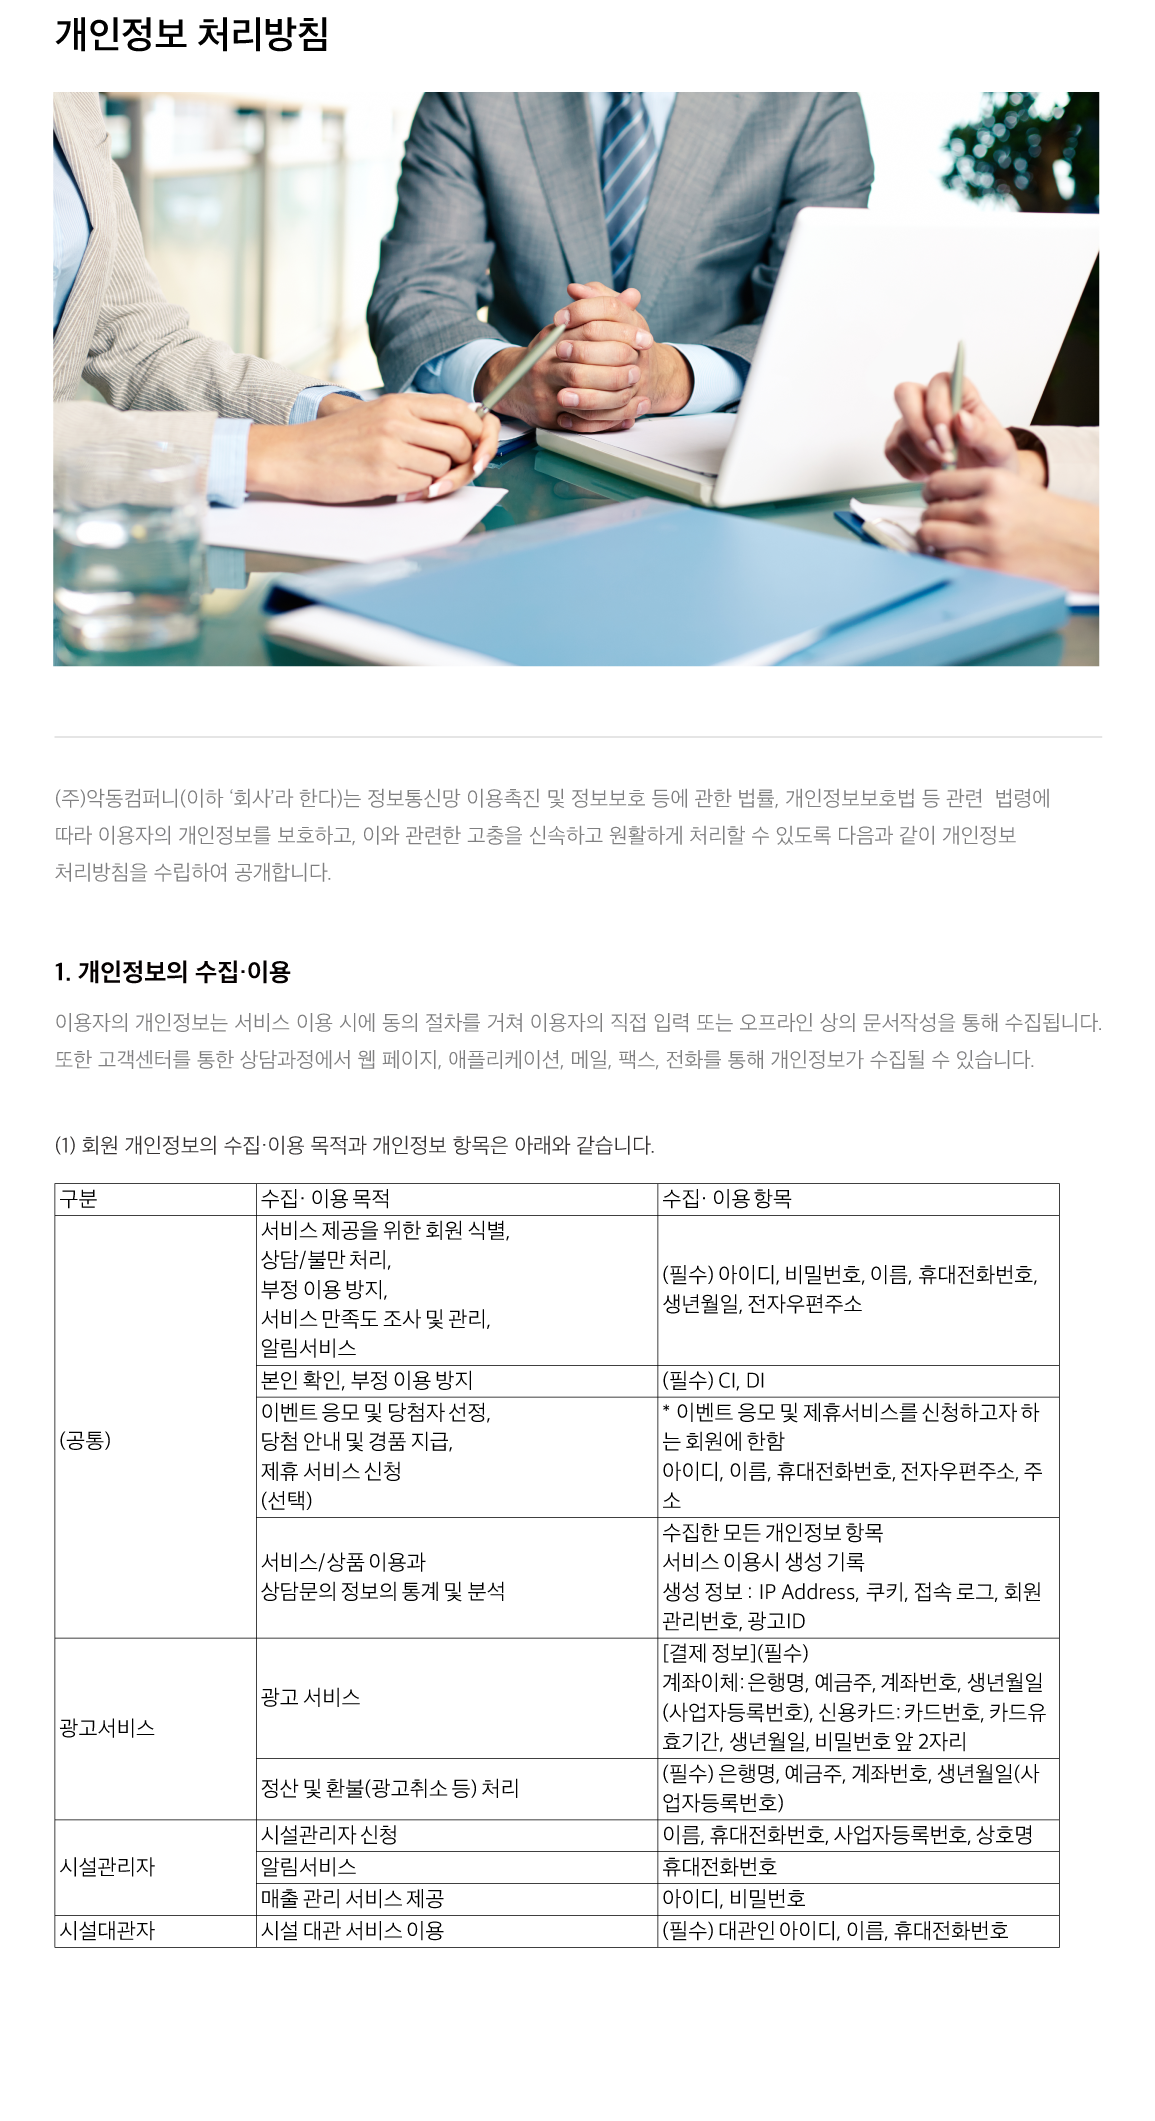 개인정보 처리방침
(주)악동컴퍼니(이하 ‘회사’라 한다)는 정보통신망 이용촉진 및 정보보호 등에 관한 법률, 개인정보보호법 등 관련  법령에
따라 이용자의 개인정보를 보호하고, 이와 관련한 고충을 신속하고 원활하게 처리할 수 있도록 다음과 같이 개인정보
처리방침을 수립하여 공개합니다.
1. 개인정보의 수집·이용
이용자의 개인정보는 서비스 이용 시에 동의 절차를 거쳐 이용자의 직접 입력 또는 오프라인 상의 문서작성을 통해 수집됩니다.
또한 고객센터를 통한 상담과정에서 웹 페이지, 애플리케이션, 메일, 팩스, 전화를 통해 개인정보가 수집될 수 있습니다.
(1) 회원 개인정보의 수집·이용 목적과 개인정보 항목은 아래와 같습니다.
구분
수집· 이용 목적
수집· 이용 항목
(공통)
서비스 제공을 위한 회원 식별,
상담/불만 처리,
부정 이용 방지,
서비스 만족도 조사 및 관리,
알림서비스
(필수) 아이디, 비밀번호, 이름, 휴대전화번호,
생년월일, 전자우편주소
본인 확인, 부정 이용 방지
(필수) CI, DI
이벤트 응모 및 당첨자 선정,
당첨 안내 및 경품 지급,
제휴 서비스 신청
(선택)
* 이벤트 응모 및 제휴서비스를 신청하고자 하
는 회원에 한함
아이디, 이름, 휴대전화번호, 전자우편주소, 주
소
서비스/상품 이용과
상담문의 정보의 통계 및 분석
수집한 모든 개인정보 항목
서비스 이용시 생성 기록
생성 정보 : IP Address, 쿠키, 접속 로그, 회원
관리번호, 광고ID
광고서비스
광고 서비스
[결제 정보](필수)
계좌이체: 은행명, 예금주, 계좌번호, 생년월일
(사업자등록번호), 신용카드: 카드번호, 카드유
효기간, 생년월일, 비밀번호 앞 2자리
정산 및 환불(광고취소 등) 처리
(필수) 은행명, 예금주, 계좌번호, 생년월일(사
업자등록번호)
시설관리자
시설관리자 신청
이름, 휴대전화번호, 사업자등록번호, 상호명
알림서비스
휴대전화번호
매출 관리 서비스 제공
아이디, 비밀번호
시설대관자
시설 대관 서비스 이용
(필수) 대관인 아이디, 이름, 휴대전화번호